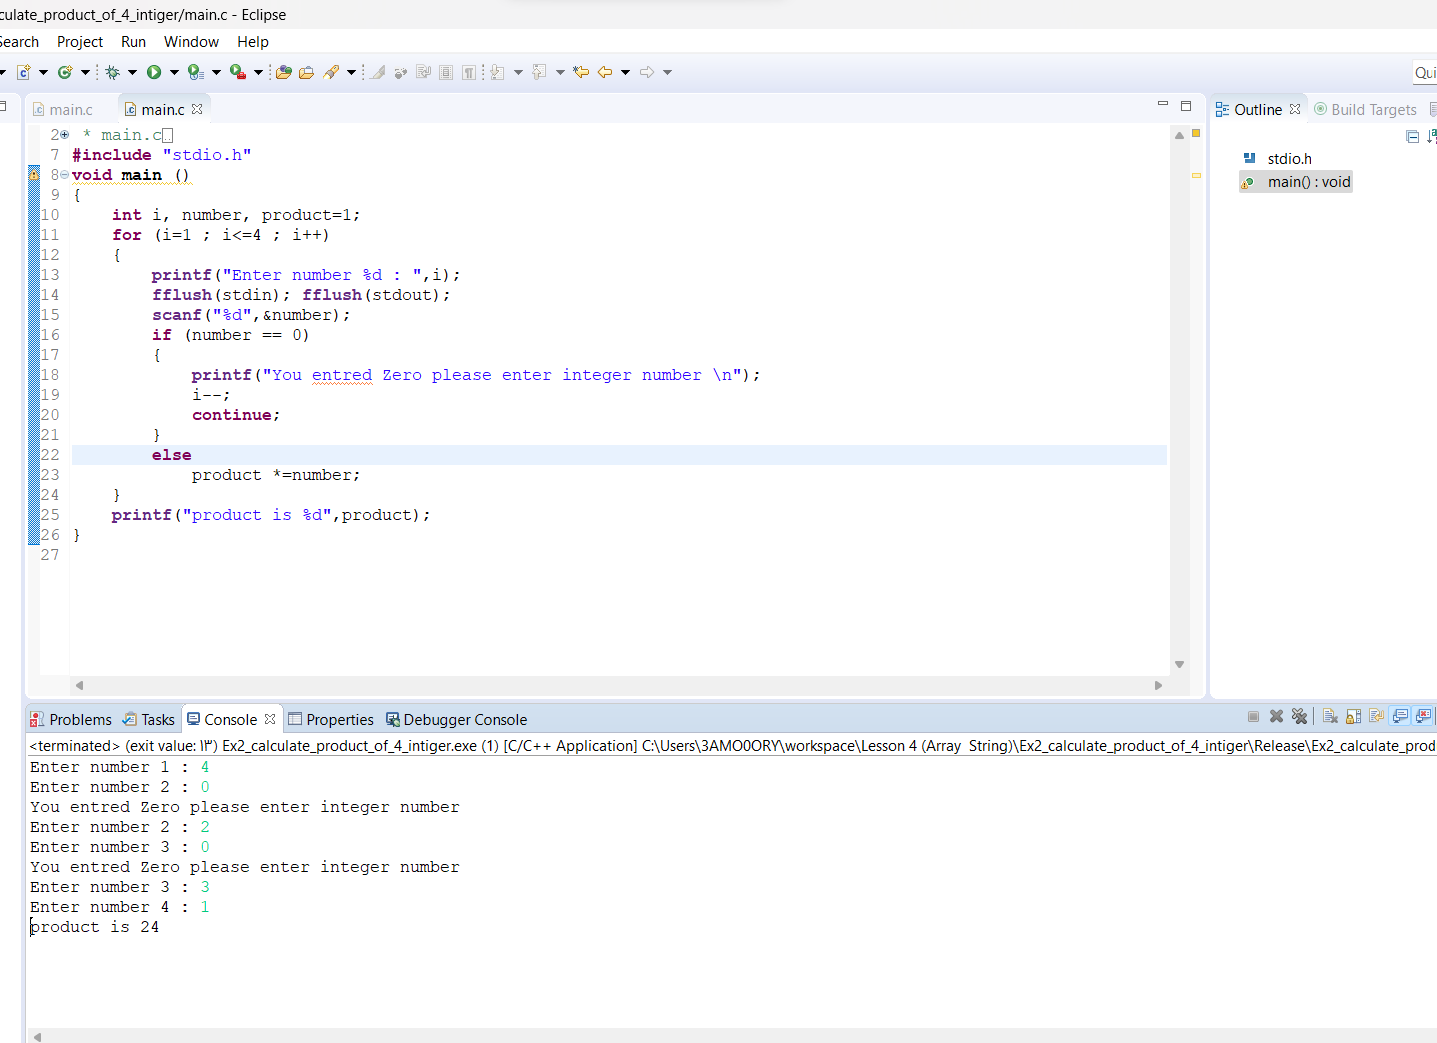 culate_product_of_4_intiger/main.c - Eclipse
Search Project Run Window Help
Qui
main.c main.c
2 * main.c
7 #include "stdio.h"
8 void main ()
9 {
10 int i, number, product=1;
11 for (i=1 ; i<=4 ; i++)
12 {
13 printf("Enter number %d : ",i);
14 fflush(stdin); fflush(stdout);
15 scanf("%d",&number);
16 if (number == 0)
17 {
18 printf("You entred Zero please enter integer number \n");
19 i--;
20 continue;
21 }
22 else
23 product *=number;
24 }
25 printf("product is %d",product);
26 }
27
Outline Build Targets
stdio.h
main() : void
Problems Tasks Console Properties Debugger Console
<terminated> (exit value: ١٣) Ex2_calculate_product_of_4_intiger.exe (1) [C/C++ Application] C:\Users\3AMO0ORY\workspace\Lesson 4 (Array String)\Ex2_calculate_product_of_4_intiger\Release\Ex2_calculate_prod
Enter number 1 : 4
Enter number 2 : 0
You entred Zero please enter integer number
Enter number 2 : 2
Enter number 3 : 0
You entred Zero please enter integer number
Enter number 3 : 3
Enter number 4 : 1
product is 24